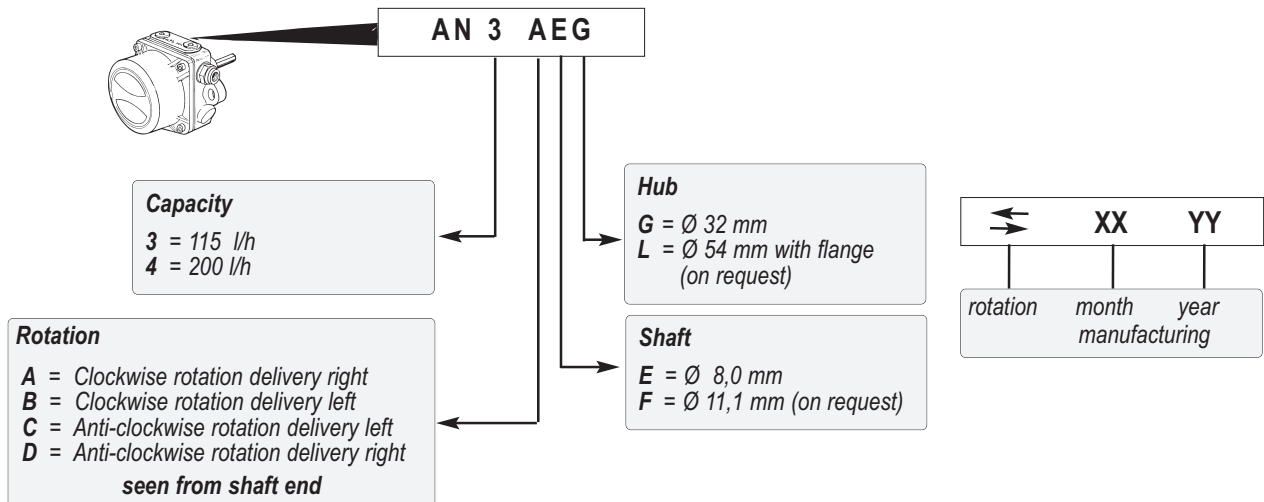 AN 3 AEG
Capacity
3 = 115 l/h
4 = 200 l/h
Rotation
A = Clockwise rotation delivery right
B = Clockwise rotation delivery left
C = Anti-clockwise rotation delivery left
D = Anti-clockwise rotation delivery right
seen from shaft end
Hub
G = Ø 32 mm
L = Ø 54 mm with flange
(on request)
Shaft
E = Ø 8,0 mm
F = Ø 11,1 mm (on request)
XX YY
rotation month year
manufacturing